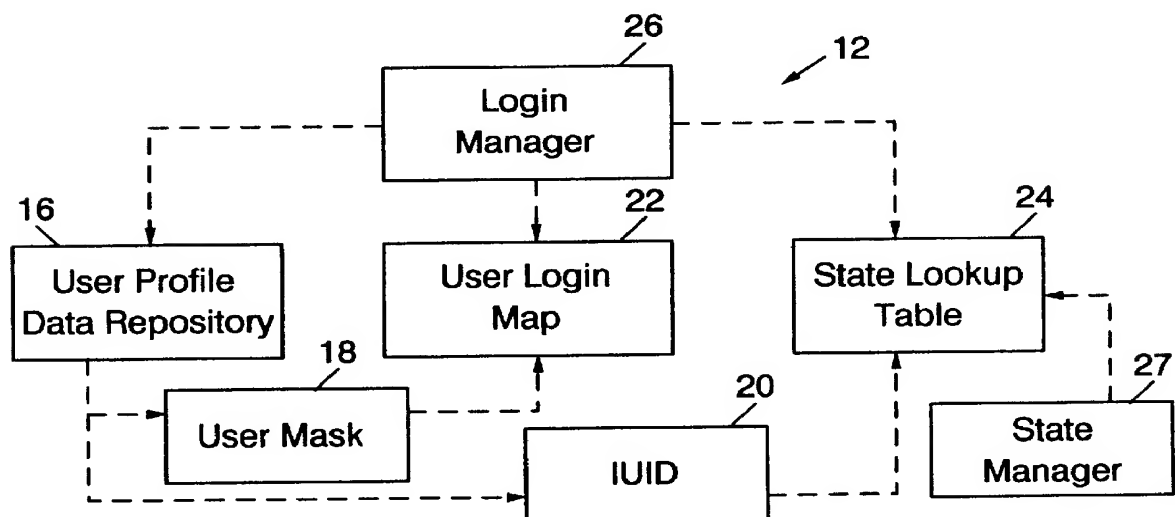 26
12
Login
Manager
16
22
24
User Profile
Data Repository
User Login
Map
State Lookup
Table
18
20
27
User Mask
IUID
State
Manager